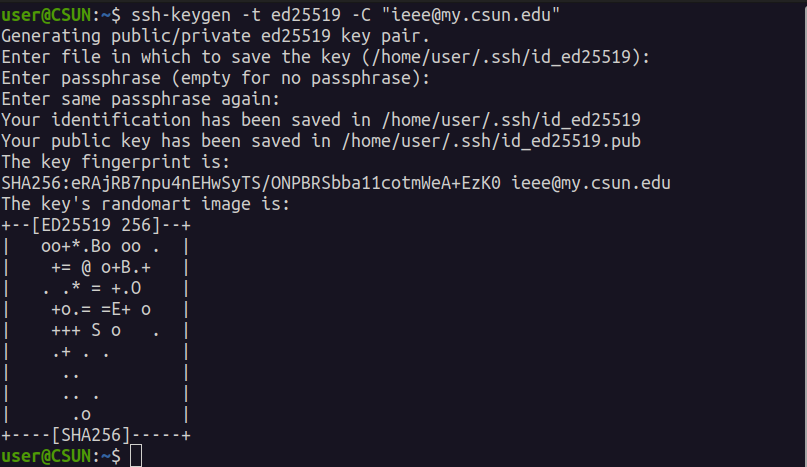 user@CSUN:~$ ssh-keygen -t ed25519 -C "ieee@my.csun.edu"
Generating public/private ed25519 key pair.
Enter file in which to save the key (/home/user/.ssh/id_ed25519):
Enter passphrase (empty for no passphrase):
Enter same passphrase again:
Your identification has been saved in /home/user/.ssh/id_ed25519
Your public key has been saved in /home/user/.ssh/id_ed25519.pub
The key fingerprint is:
SHA256:eRAjRB7npu4nEHwSyTS/ONPBRSbba11cotmWeA+EzK0 ieee@my.csun.edu
The key's randomart image is:
+--[ED25519 256]--+
|   oo+*.Bo oo .  |
|    += @ o+B.+   |
|   . .* = +.O    |
|    +o.= =E+ o   |
|    +++ S o   .  |
|    .+ . .       |
|     ..          |
|     .. .        |
|      .o         |
+----[SHA256]-----+
user@CSUN:~$